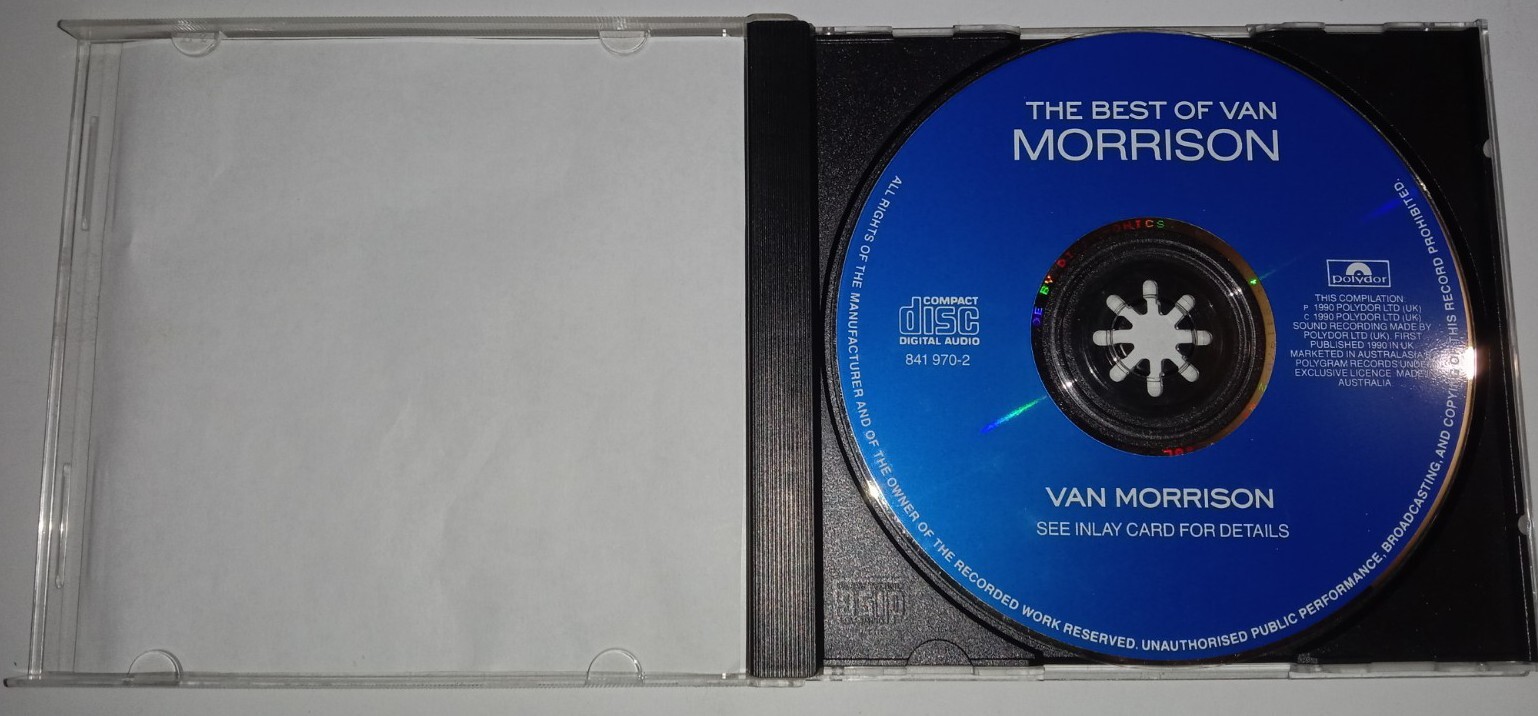 THE BEST OF VAN
MORRISON
ALL RIGHTS OF THE MANUFACTURER AND OF THE OWNER OF THE RECORDED WORK RESERVED. UNAUTHORISED PUBLIC PERFORMANCE, BROADCASTING, AND COPYING OF THIS RECORD PROHIBITED.
COMPACT
disc
DIGITAL AUDIO
841 970-2
polydor
THIS COMPILATION
P 1990 POLYDOR LTD (UK)
C 1990 POLYDOR LTD (UK)
SOUND RECORDING MADE BY
POLYDOR LTD (UK). FIRST
PUBLISHED 1990 IN UK
MARKETED IN AUSTRALASIA
POLYGRAM RECORDS UNDER
EXCLUSIVE LICENCE MADE
AUSTRALIA
BY
VAN MORRISON
SEE INLAY CARD FOR DETAILS